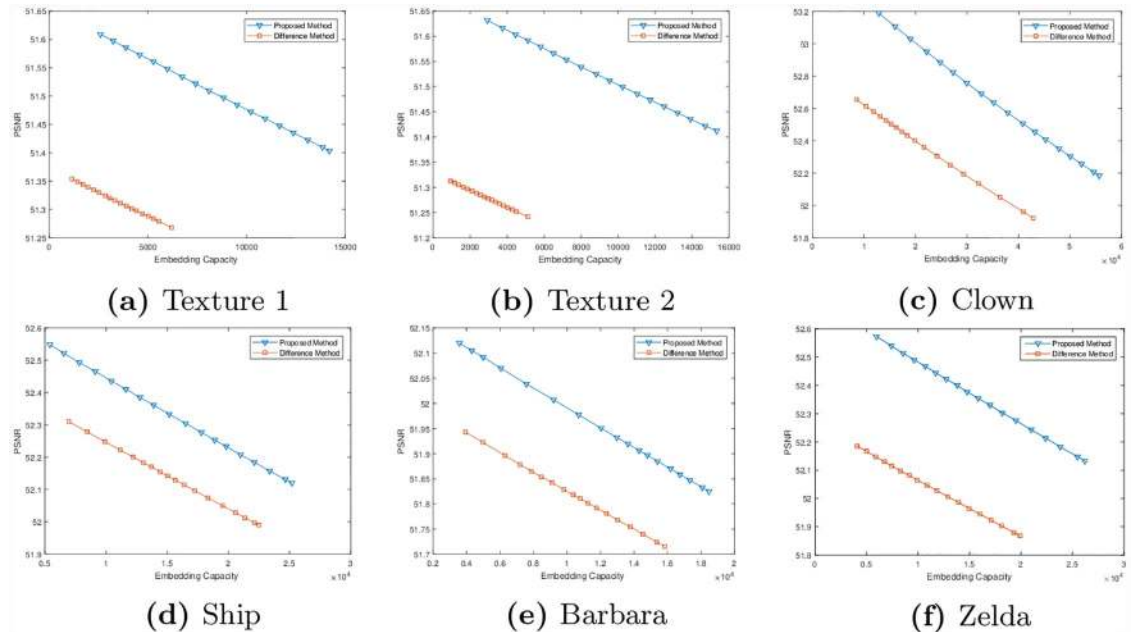 51.65
51.6
51.55
51.5
51.45
51.4
51.35
51.3
51.25
PSNR
0 5000 10000 15000
Embedding Capacity
Proposed Method
Difference Method
(a) Texture 1
51.65
51.6
51.55
51.5
51.45
51.4
51.35
51.3
51.25
51.2
PSNR
0 2000 4000 6000 8000 10000 12000 14000 16000
Embedding Capacity
Proposed Method
Difference Method
(b) Texture 2
53.2
53
52.8
52.6
52.4
52.2
52
51.8
PSNR
0 1 2 3 4 5 6
Embedding Capacity
×10⁴
Proposed Method
Difference Method
(c) Clown
52.6
52.5
52.4
52.3
52.2
52.1
52
51.9
PSNR
0.5 1 1.5 2 2.5 3
Embedding Capacity
×10⁴
Proposed Method
Difference Method
(d) Ship
52.15
52.1
52.05
52
51.95
51.9
51.85
51.8
51.75
51.7
PSNR
0.2 0.4 0.6 0.8 1 1.2 1.4 1.6 1.8 2
Embedding Capacity
×10⁴
Proposed Method
Difference Method
(e) Barbara
52.6
52.5
52.4
52.3
52.2
52.1
52
51.9
51.8
PSNR
0 0.5 1 1.5 2 2.5 3
Embedding Capacity
×10⁴
Proposed Method
Difference Method
(f) Zelda